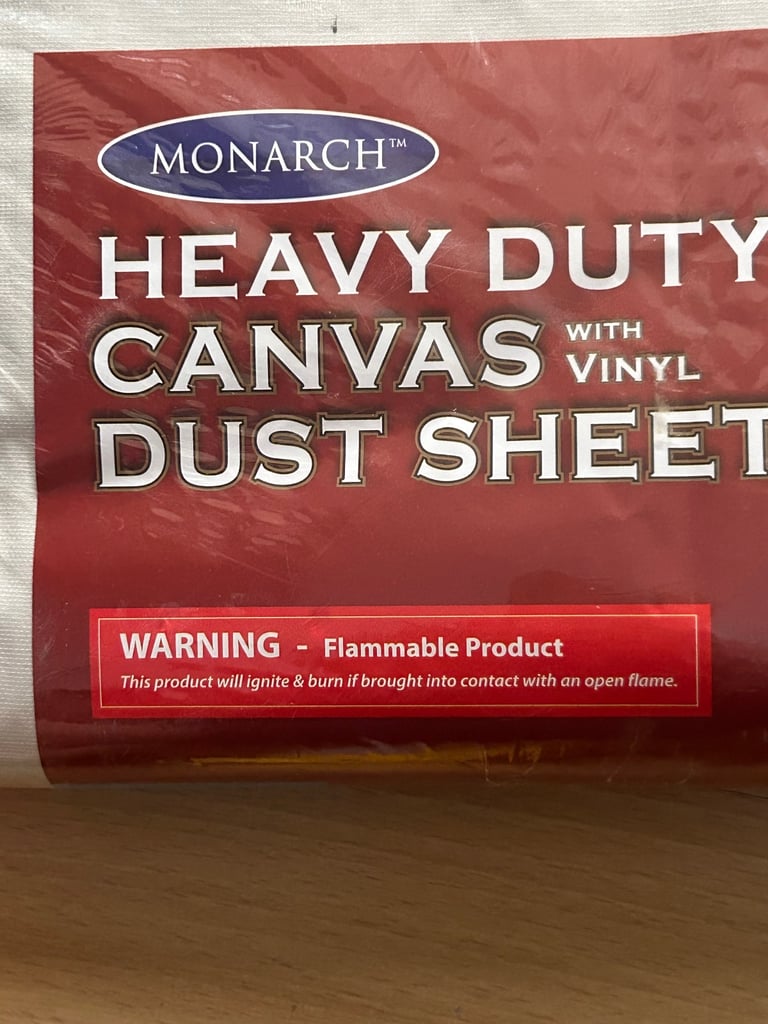 MONARCH™
HEAVY DUTY
CANVAS WITH VINYL
DUST SHEET
WARNING - Flammable Product
This product will ignite & burn if brought into contact with an open flame.